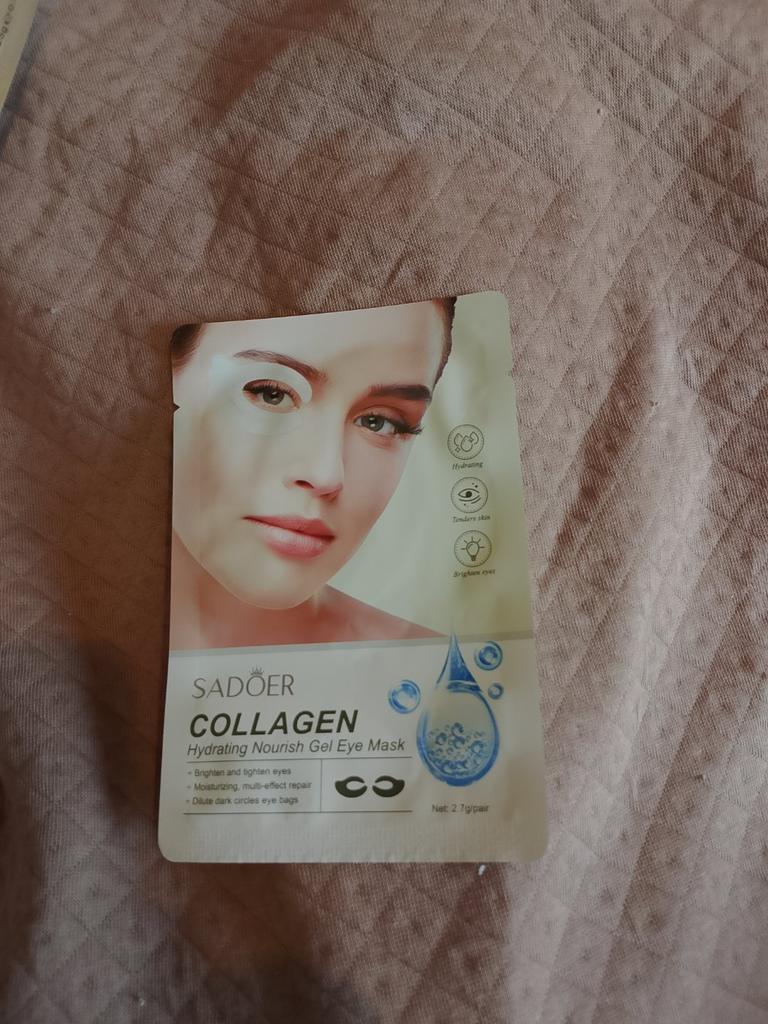 Hydrating
Tenders skin
Brighten eyes
SADOER
COLLAGEN
Hydrating Nourish Gel Eye Mask
Brighten and tighten eyes
Moisturizing, multi-effect repair
Dilute dark circles eye bags
Net: 2.7g/pair